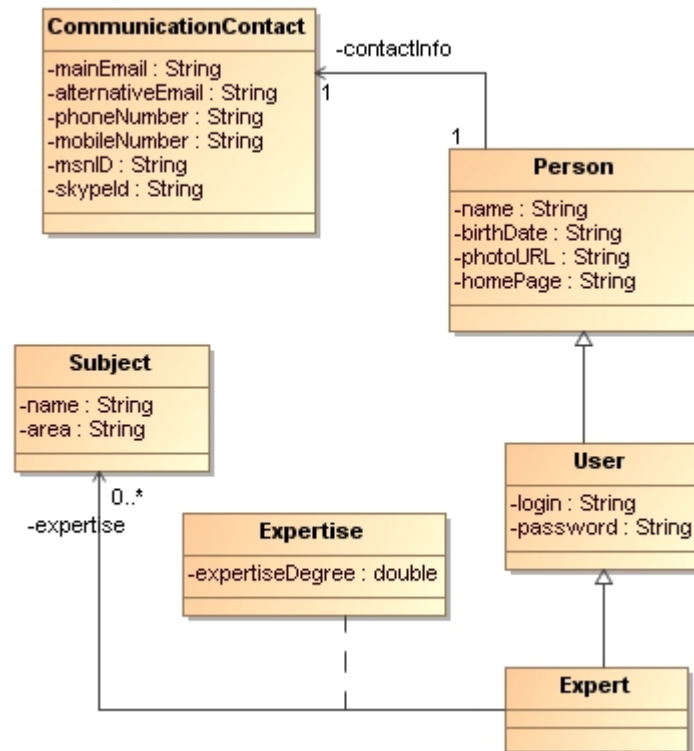 CommunicationContact
-mainEmail : String
-alternativeEmail : String
-phoneNumber : String
-mobileNumber : String
-msnID : String
-skypeId : String
-contactInfo
1
1
Person
-name : String
-birthDate : String
-photoURL : String
-homePage : String
Subject
-name : String
-area : String
0..*
-expertise
Expertise
-expertiseDegree : double
User
-login : String
-password : String
Expert